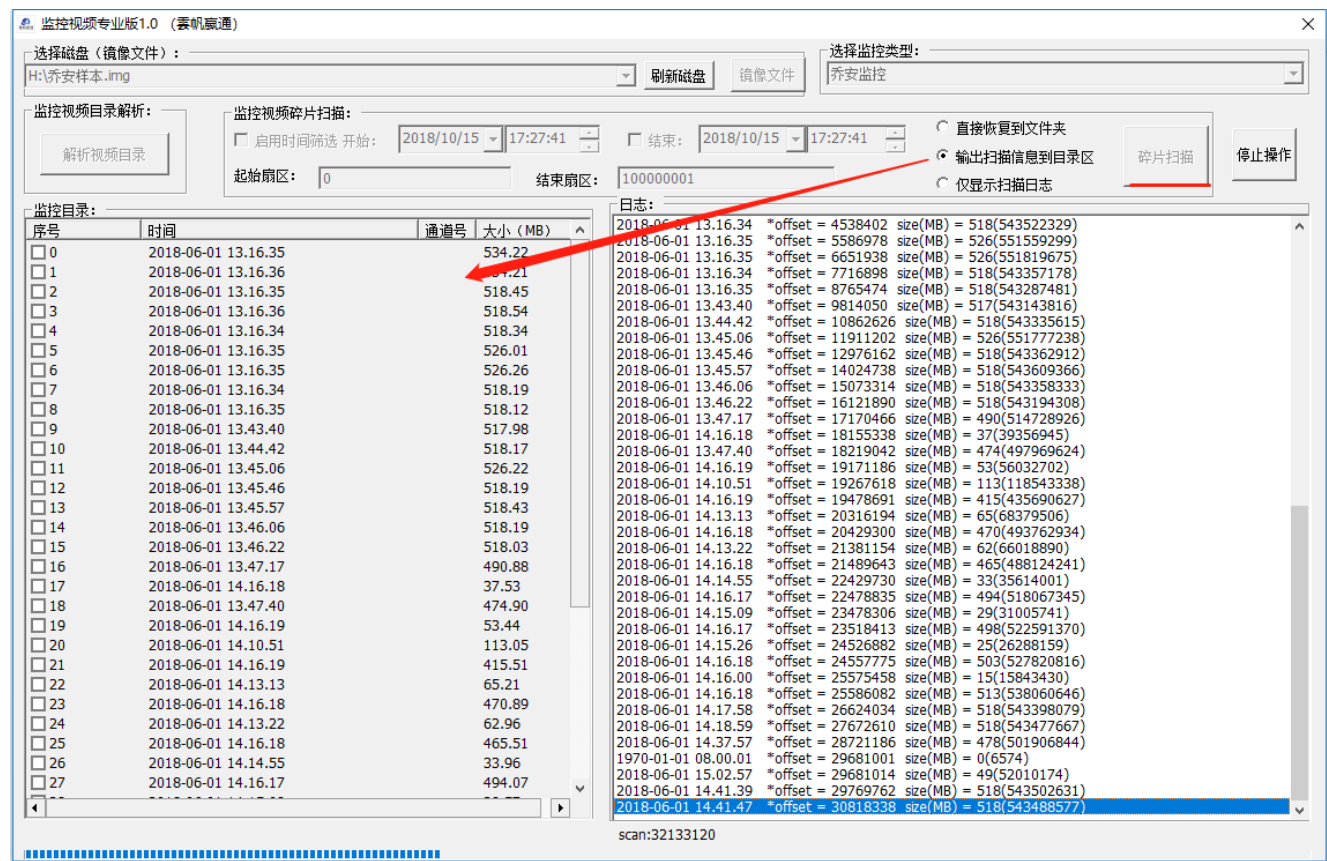 监控视频专业版1.0 （雲帆赢通）
选择磁盘（镜像文件）：
选择监控类型：
H:\乔安样本.img
刷新磁盘
镜像文件
乔安监控
监控视频目录解析：
监控视频碎片扫描：
解析视频目录
启用时间筛选 开始：
2018/10/15
17:27:41
结束：
2018/10/15
17:27:41
直接恢复到文件夹
输出扫描信息到目录区
仅显示扫描日志
碎片扫描
停止操作
起始扇区：
0
结束扇区：
100000001
监控目录：
序号 时间 通道号 大小（MB）
0 2018-06-01 13.16.35 534.22
1 2018-06-01 13.16.36
2 2018-06-01 13.16.35 518.45
3 2018-06-01 13.16.36 518.54
4 2018-06-01 13.16.34 518.34
5 2018-06-01 13.16.35 526.01
6 2018-06-01 13.16.35 526.26
7 2018-06-01 13.16.34 518.19
8 2018-06-01 13.16.35 518.12
9 2018-06-01 13.43.40 517.98
10 2018-06-01 13.44.42 518.17
11 2018-06-01 13.45.06 526.22
12 2018-06-01 13.45.46 518.19
13 2018-06-01 13.45.57 518.43
14 2018-06-01 13.46.06 518.19
15 2018-06-01 13.46.22 518.03
16 2018-06-01 13.47.17 490.88
17 2018-06-01 14.16.18 37.53
18 2018-06-01 13.47.40 474.90
19 2018-06-01 14.16.19 53.44
20 2018-06-01 14.10.51 113.05
21 2018-06-01 14.16.19 415.51
22 2018-06-01 14.13.13 65.21
23 2018-06-01 14.16.18 470.89
24 2018-06-01 14.13.22 62.96
25 2018-06-01 14.16.18 465.51
26 2018-06-01 14.14.55 33.96
27 2018-06-01 14.16.17 494.07
日志：
2018-06-01 13.16.34 *offset = 4538402 size(MB) = 518(543522329)
2018-06-01 13.16.35 *offset = 5586978 size(MB) = 526(551559299)
2018-06-01 13.16.35 *offset = 6651938 size(MB) = 526(551819675)
2018-06-01 13.16.34 *offset = 7716898 size(MB) = 518(543357178)
2018-06-01 13.16.35 *offset = 8765474 size(MB) = 518(543287481)
2018-06-01 13.43.40 *offset = 9814050 size(MB) = 517(543143816)
2018-06-01 13.44.42 *offset = 10862626 size(MB) = 518(543335615)
2018-06-01 13.45.06 *offset = 11911202 size(MB) = 526(551777238)
2018-06-01 13.45.46 *offset = 12976162 size(MB) = 518(543362912)
2018-06-01 13.45.57 *offset = 14024738 size(MB) = 518(543609366)
2018-06-01 13.46.06 *offset = 15073314 size(MB) = 518(543358333)
2018-06-01 13.46.22 *offset = 16121890 size(MB) = 518(543194308)
2018-06-01 13.47.17 *offset = 17170466 size(MB) = 490(514728926)
2018-06-01 14.16.18 *offset = 18155338 size(MB) = 37(39356945)
2018-06-01 13.47.40 *offset = 18219042 size(MB) = 474(497969624)
2018-06-01 14.16.19 *offset = 19171186 size(MB) = 53(56032702)
2018-06-01 14.10.51 *offset = 19267618 size(MB) = 113(118543338)
2018-06-01 14.16.19 *offset = 19478691 size(MB) = 415(435690627)
2018-06-01 14.13.13 *offset = 20316194 size(MB) = 65(68379506)
2018-06-01 14.16.18 *offset = 20429300 size(MB) = 470(493762934)
2018-06-01 14.13.22 *offset = 21381154 size(MB) = 62(66018890)
2018-06-01 14.16.18 *offset = 21489643 size(MB) = 465(488124241)
2018-06-01 14.14.55 *offset = 22429730 size(MB) = 33(35614001)
2018-06-01 14.16.17 *offset = 22478835 size(MB) = 494(518067345)
2018-06-01 14.15.09 *offset = 23478306 size(MB) = 29(31005741)
2018-06-01 14.16.17 *offset = 23518413 size(MB) = 498(522591370)
2018-06-01 14.15.26 *offset = 24526882 size(MB) = 25(26288159)
2018-06-01 14.16.18 *offset = 24557775 size(MB) = 503(527820816)
2018-06-01 14.16.00 *offset = 25575458 size(MB) = 15(15843430)
2018-06-01 14.16.18 *offset = 25586082 size(MB) = 513(538060646)
2018-06-01 14.17.58 *offset = 26624034 size(MB) = 518(543398079)
2018-06-01 14.18.59 *offset = 27672610 size(MB) = 518(543477667)
2018-06-01 14.37.57 *offset = 28721186 size(MB) = 478(501906844)
1970-01-01 08.00.01 *offset = 29681001 size(MB) = 0(6574)
2018-06-01 15.02.57 *offset = 29681014 size(MB) = 49(52010174)
2018-06-01 14.41.39 *offset = 29769762 size(MB) = 518(543502631)
2018-06-01 14.41.47 *offset = 30818338 size(MB) = 518(543488577)
scan:32133120